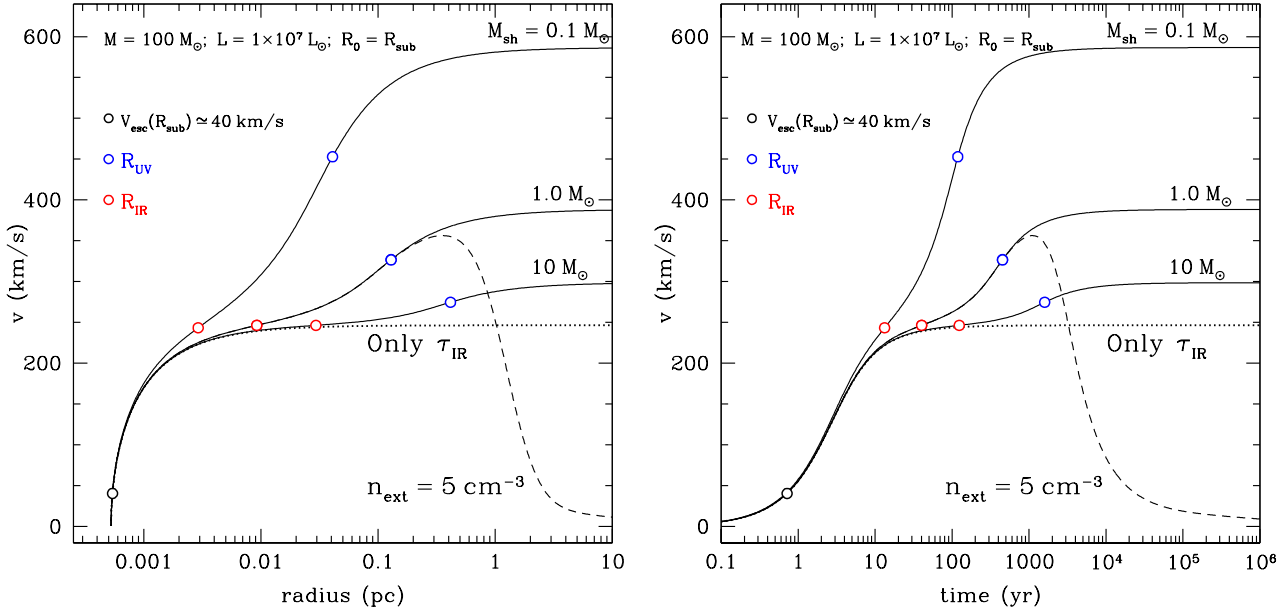 M = 100 M☉; L = 1×10⁷ L☉; R₀ = R_sub
M_sh = 0.1 M☉
V_esc(R_sub) ≃ 40 km/s
R_UV
R_IR
1.0 M☉
10 M☉
Only τ_IR
n_ext = 5 cm⁻³
v (km/s)
600
400
200
0
0.001
0.01
0.1
1
10
radius (pc)
M = 100 M☉; L = 1×10⁷ L☉; R₀ = R_sub
M_sh = 0.1 M☉
V_esc(R_sub) ≃ 40 km/s
R_UV
R_IR
1.0 M☉
10 M☉
Only τ_IR
n_ext = 5 cm⁻³
v (km/s)
600
400
200
0
0.1
1
10
100
1000
10⁴
10⁵
10⁶
time (yr)